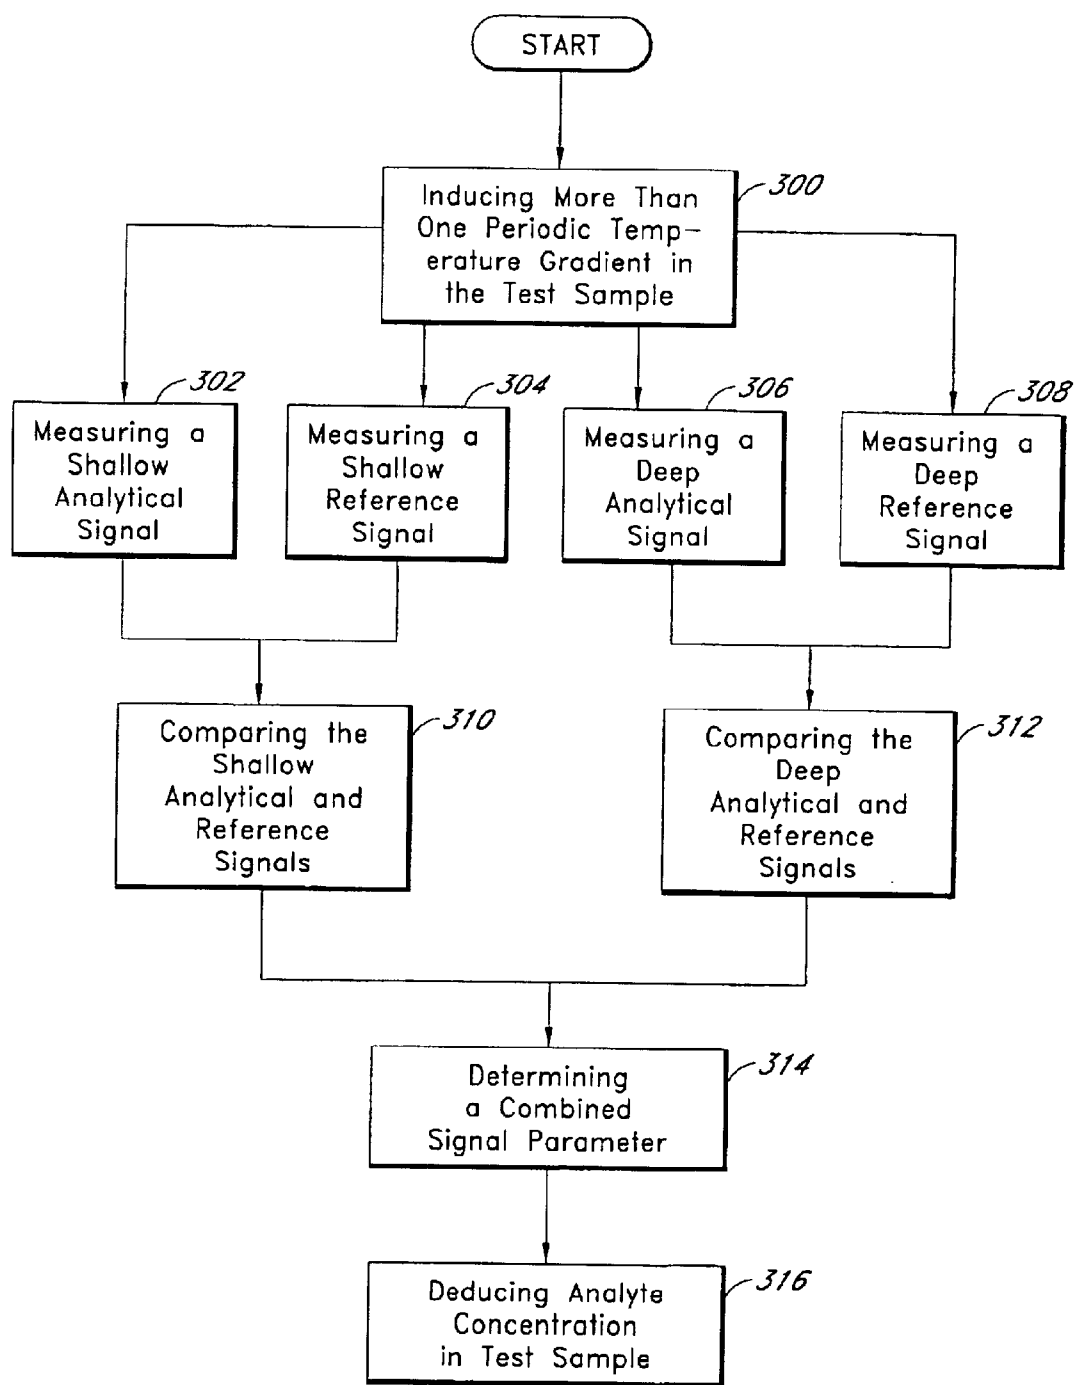 START
300
Inducing More Than
One Periodic Temp-
erature Gradient in
the Test Sample
302
Measuring a
Shallow
Analytical
Signal
304
Measuring a
Shallow
Reference
Signal
306
Measuring a
Deep
Analytical
Signal
308
Measuring a
Deep
Reference
Signal
310
Comparing the
Shallow
Analytical and
Reference
Signals
312
Comparing the
Deep
Analytical and
Reference
Signals
314
Determining
a Combined
Signal Parameter
316
Deducing Analyte
Concentration
in Test Sample